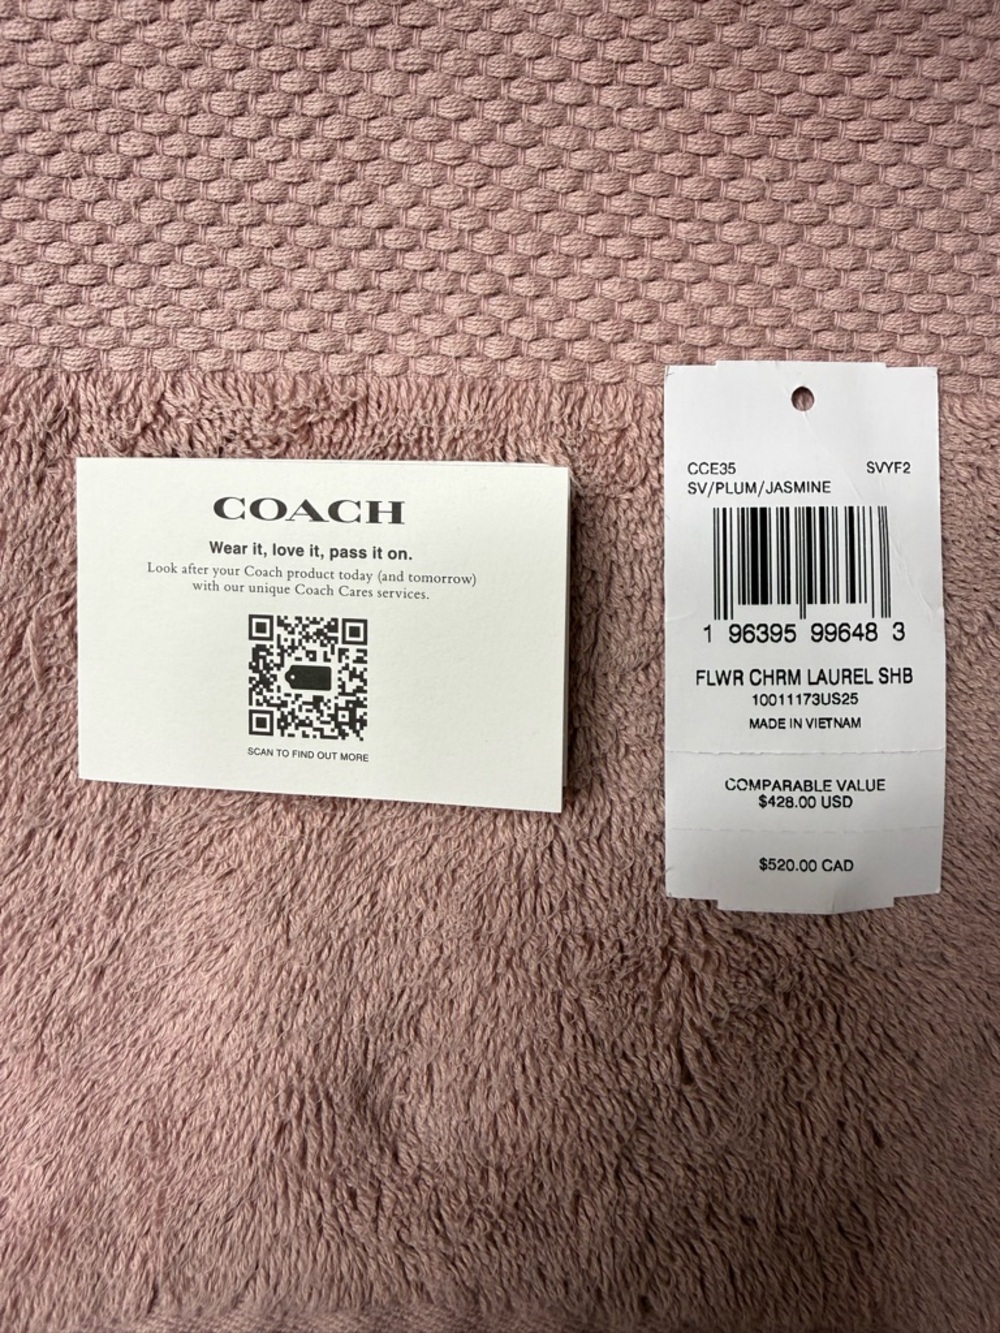 COACH
Wear it, love it, pass it on.
Look after your Coach product today (and tomorrow)
with our unique Coach Cares services.
SCAN TO FIND OUT MORE
CCE35 SVYF2
SV/PLUM/JASMINE
1 96395 99648 3
FLWR CHRM LAUREL SHB
10011173US25
MADE IN VIETNAM
COMPARABLE VALUE
$428.00 USD
$520.00 CAD